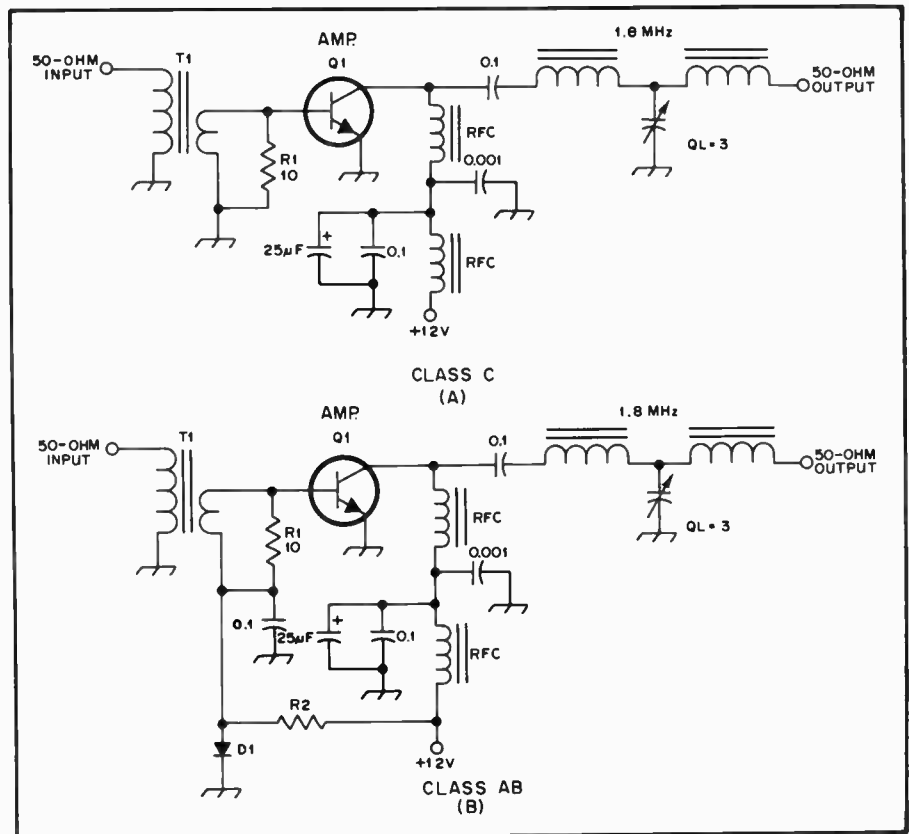 AMP.
Q1
50-OHM
INPUT
T1
R1
10
0.1
1.8 MHz
50-OHM
OUTPUT
QL=3
RFC
0.001
25µF
+
0.1
RFC
+12V
CLASS C
(A)
AMP.
Q1
50-OHM
INPUT
T1
R1
10
0.1
1.8 MHz
50-OHM
OUTPUT
QL=3
RFC
0.001
0.1
25µF
+
0.1
RFC
R2
D1
+12V
CLASS AB
(B)